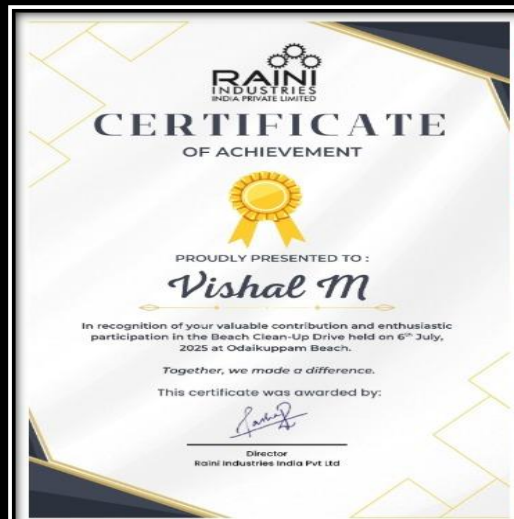 RAINI
INDUSTRIES
INDIA PRIVATE LIMITED
CERTIFICATE
OF ACHIEVEMENT
PROUDLY PRESENTED TO :
Vishal M
In recognition of your valuable contribution and enthusiastic
participation in the Beach Clean-Up Drive held on 6th July,
2025 at Odaikuppam Beach.
Together, we made a difference.
This certificate was awarded by:
Director
Raini Industries India Pvt Ltd